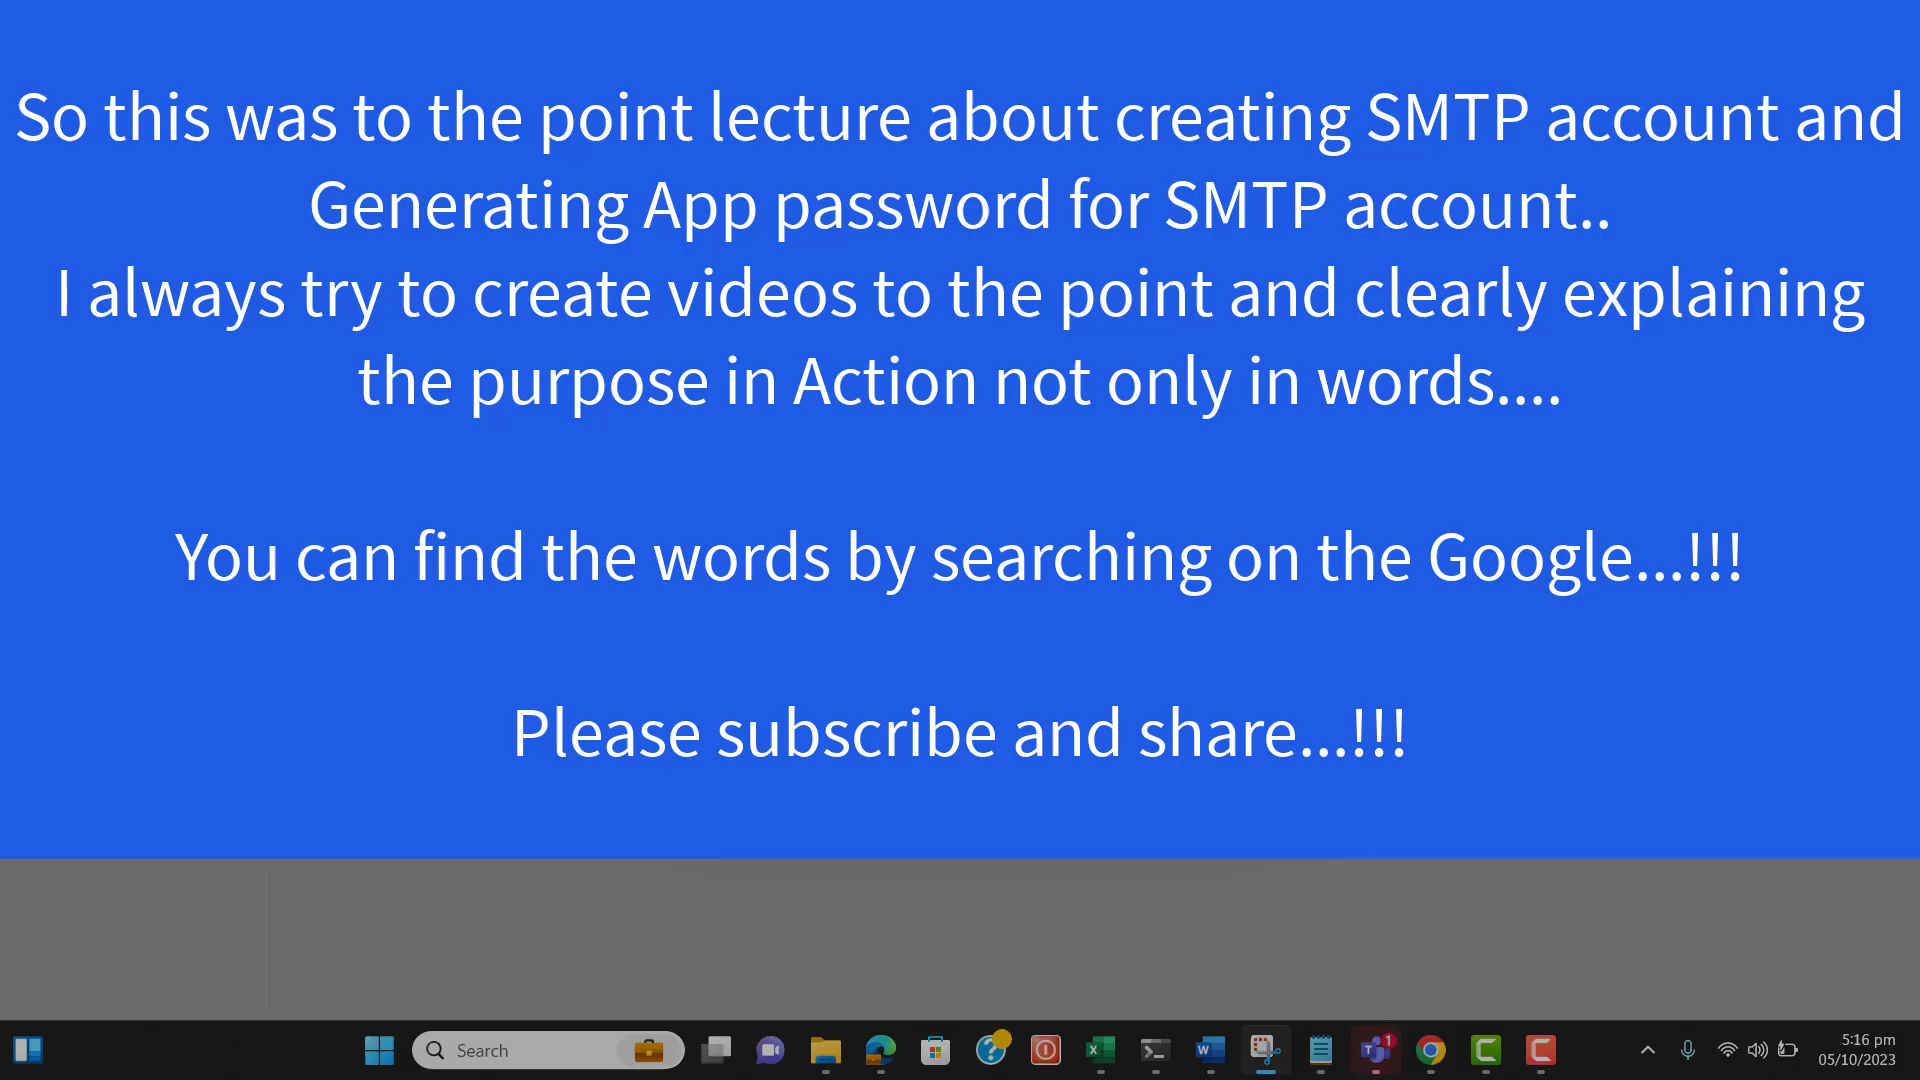 So this was to the point lecture about creating SMTP account and
Generating App password for SMTP account..
I always try to create videos to the point and clearly explaining
the purpose in Action not only in words....
You can find the words by searching on the Google...!!!
Please subscribe and share...!!!
Search
1
5:16 pm
05/10/2023